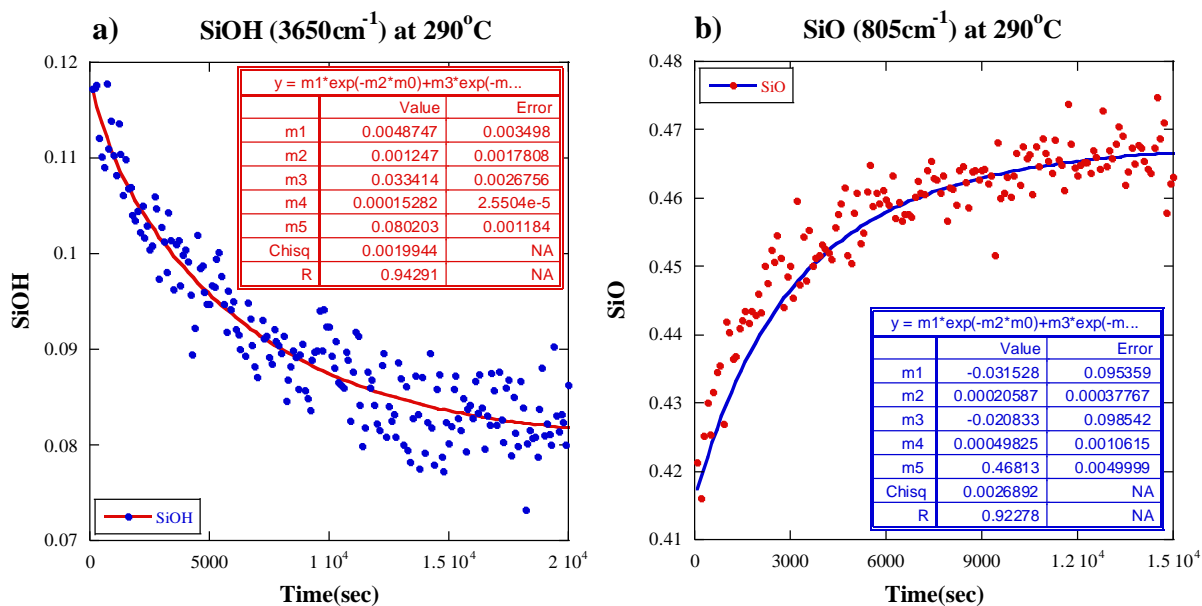 a) SiOH (3650cm-1) at 290oC
0.12
0.11
0.1
0.09
0.08
0.07
SiOH
y = m1*exp(-m2*m0)+m3*exp(-m...
Value Error
m1 0.0048747 0.003498
m2 0.001247 0.0017808
m3 0.033414 0.0026756
m4 0.00015282 2.5504e-5
m5 0.080203 0.001184
Chisq 0.0019944 NA
R 0.94291 NA
SiOH
0 5000 1 10^4 1.5 10^4 2 10^4
Time(sec)
b) SiO (805cm-1) at 290oC
0.48
0.47
0.46
0.45
0.44
0.43
0.42
0.41
SiO
SiO
y = m1*exp(-m2*m0)+m3*exp(-m...
Value Error
m1 -0.031528 0.095359
m2 0.00020587 0.00037767
m3 -0.020833 0.098542
m4 0.00049825 0.0010615
m5 0.46813 0.0049999
Chisq 0.0026892 NA
R 0.92278 NA
0 3000 6000 9000 1.2 10^4 1.5 10^4
Time(sec)